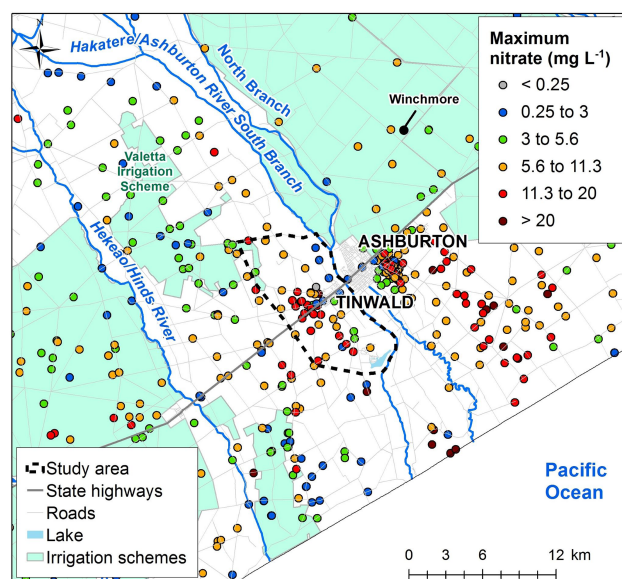 Hakatere/Ashburton River South Branch
North Branch
Winchmore
Valetta
Irrigation
Scheme
Hekeao/Hinds River
ASHBURTON
TINWALD
Pacific
Ocean
Maximum
nitrate (mg L-1)
< 0.25
0.25 to 3
3 to 5.6
5.6 to 11.3
11.3 to 20
> 20
Study area
State highways
Roads
Lake
Irrigation schemes
0 3 6 12 km